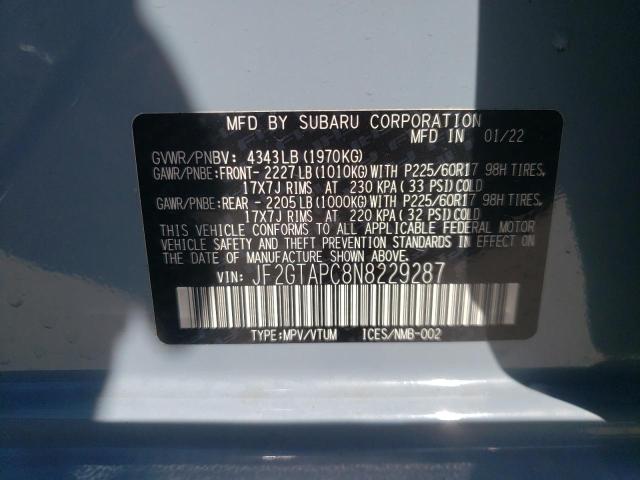 MFD BY SUBARU CORPORATION
MFD IN 01/22
GVWR/PNBV: 4343LB(1970KG)
GAWR/PNBE:FRONT-2227LB(1010KG)WITH P225/60R17 98H TIRES,
17X7J RIMS AT 230 KPA(33 PSI)COLD
GAWR/PNBE:REAR -2205LB(1000KG)WITH P225/60R17 98H TIRES,
17X7J RIMS AT 220 KPA(32 PSI)COLD
THIS VEHICLE CONFORMS TO ALL APPLICABLE FEDERAL MOTOR
VEHICLE SAFETY AND THEFT PREVENTION STANDARDS IN EFFECT ON THE
DATE OF MANUFACTURE SHOWN ABOVE.
VIN: JF2GTAPC8N8229287
TYPE:MPV/VTUM ICES/NMB-002